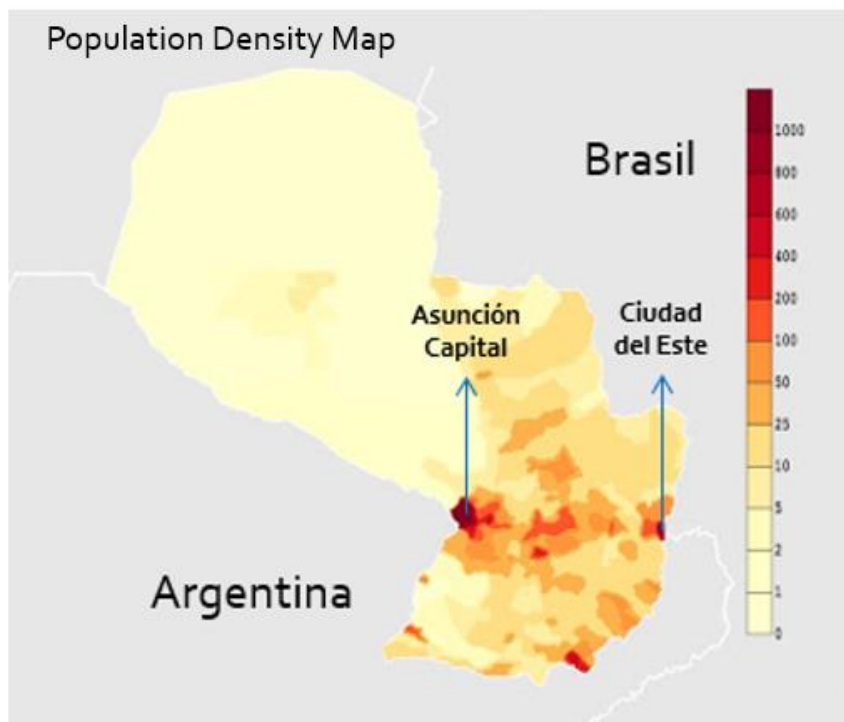 Population Density Map
Brasil
Asunción
Capital
Ciudad
del Este
Argentina
1000
800
600
400
200
100
50
25
10
5
2
1
0